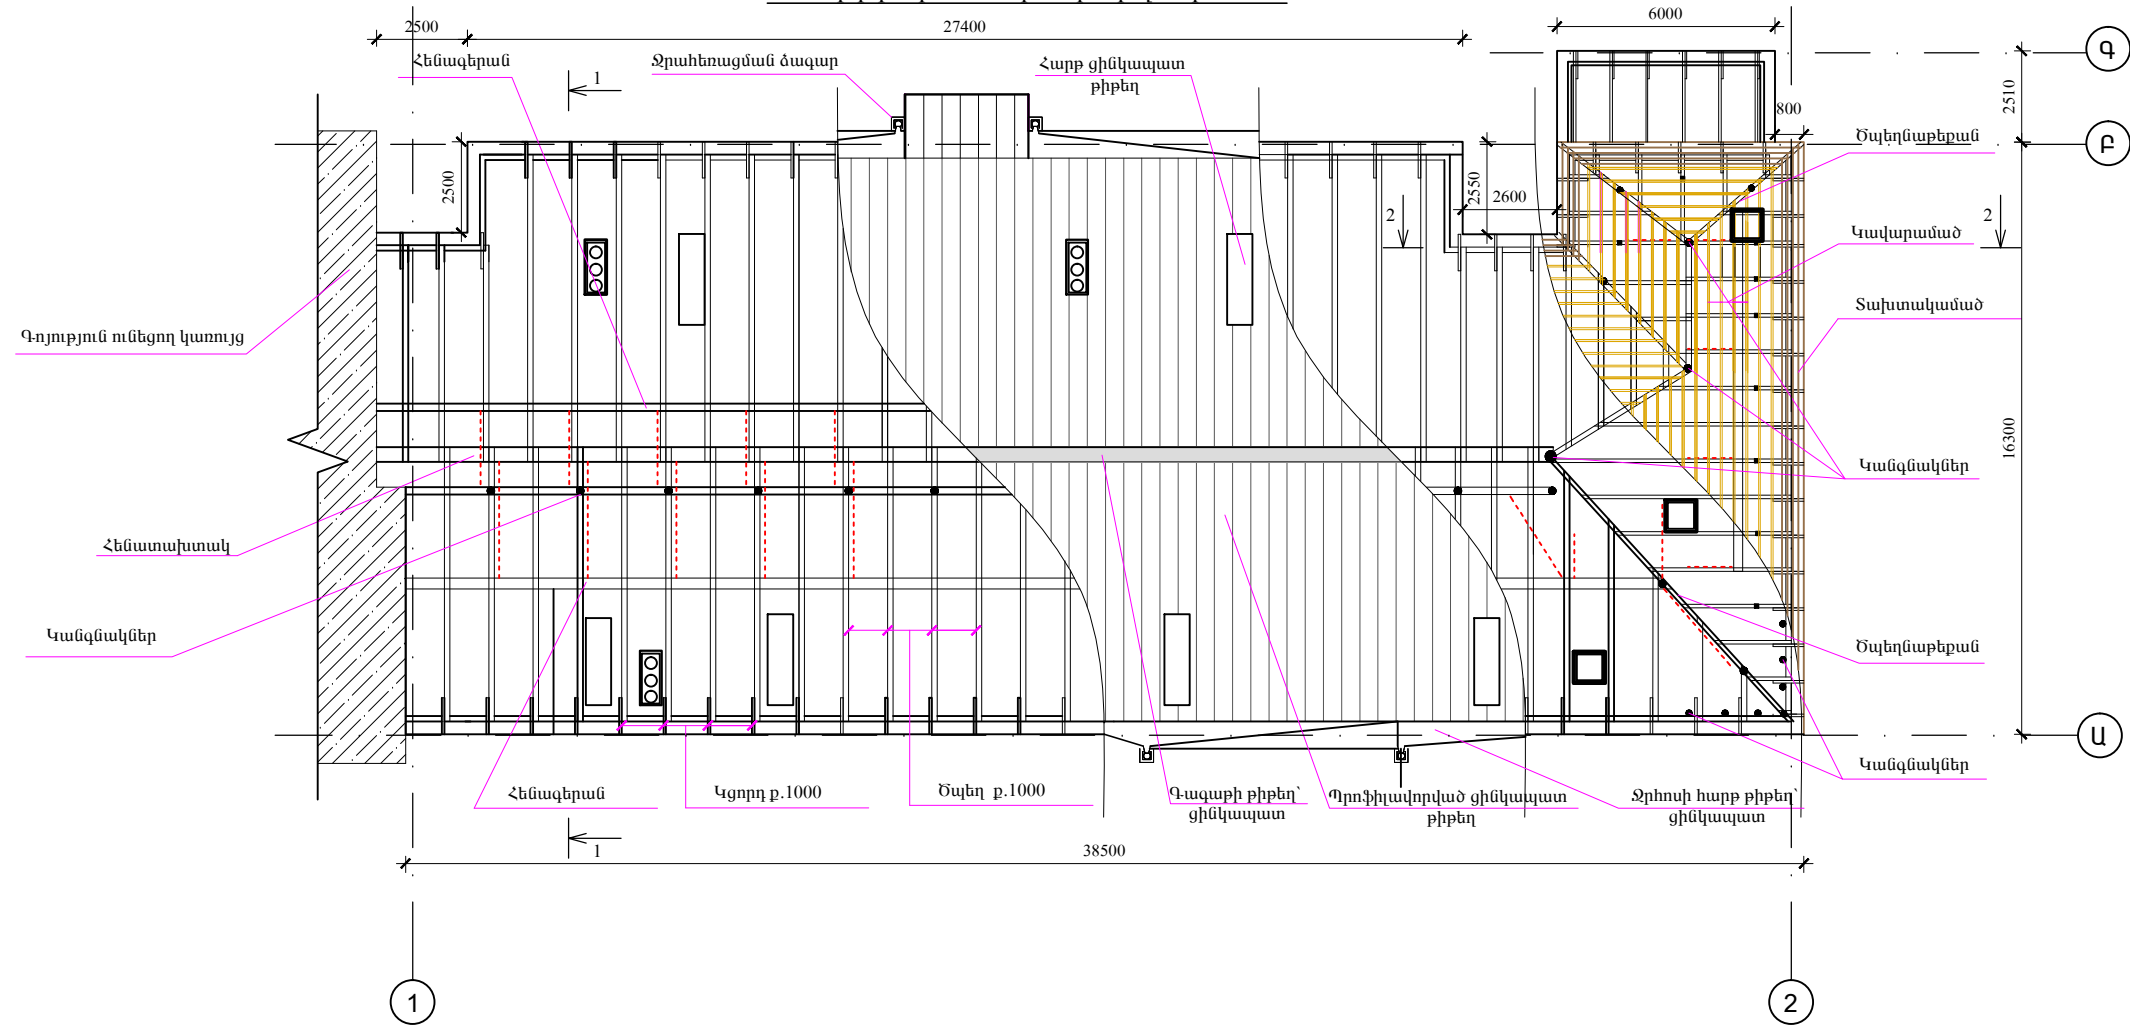 2500
27400
6000
Հենագերան
Ջրահեռացման ձագար
Հարթ ցինկապատ
թիթեղ
1
Գ
2510
800
Ծպեղնաթեքան
Բ
2500
2550
2600
2
2
Կավարամած
Տախտակամած
Գոյություն ունեցող կառույց
16300
Կանգնակներ
Հենատախտակ
Կանգնակներ
Ծպեղնաթեքան
Ա
Կանգնակներ
Հենագերան
Կցորդ ք.1000
Ծպեղ ք.1000
Գագաթի թիթեղ՝
ցինկապատ
Պրոֆիլավորված ցինկապատ
թիթեղ
Ջրհոսի հարթ թիթեղ՝
ցինկապատ
1
38500
1
2